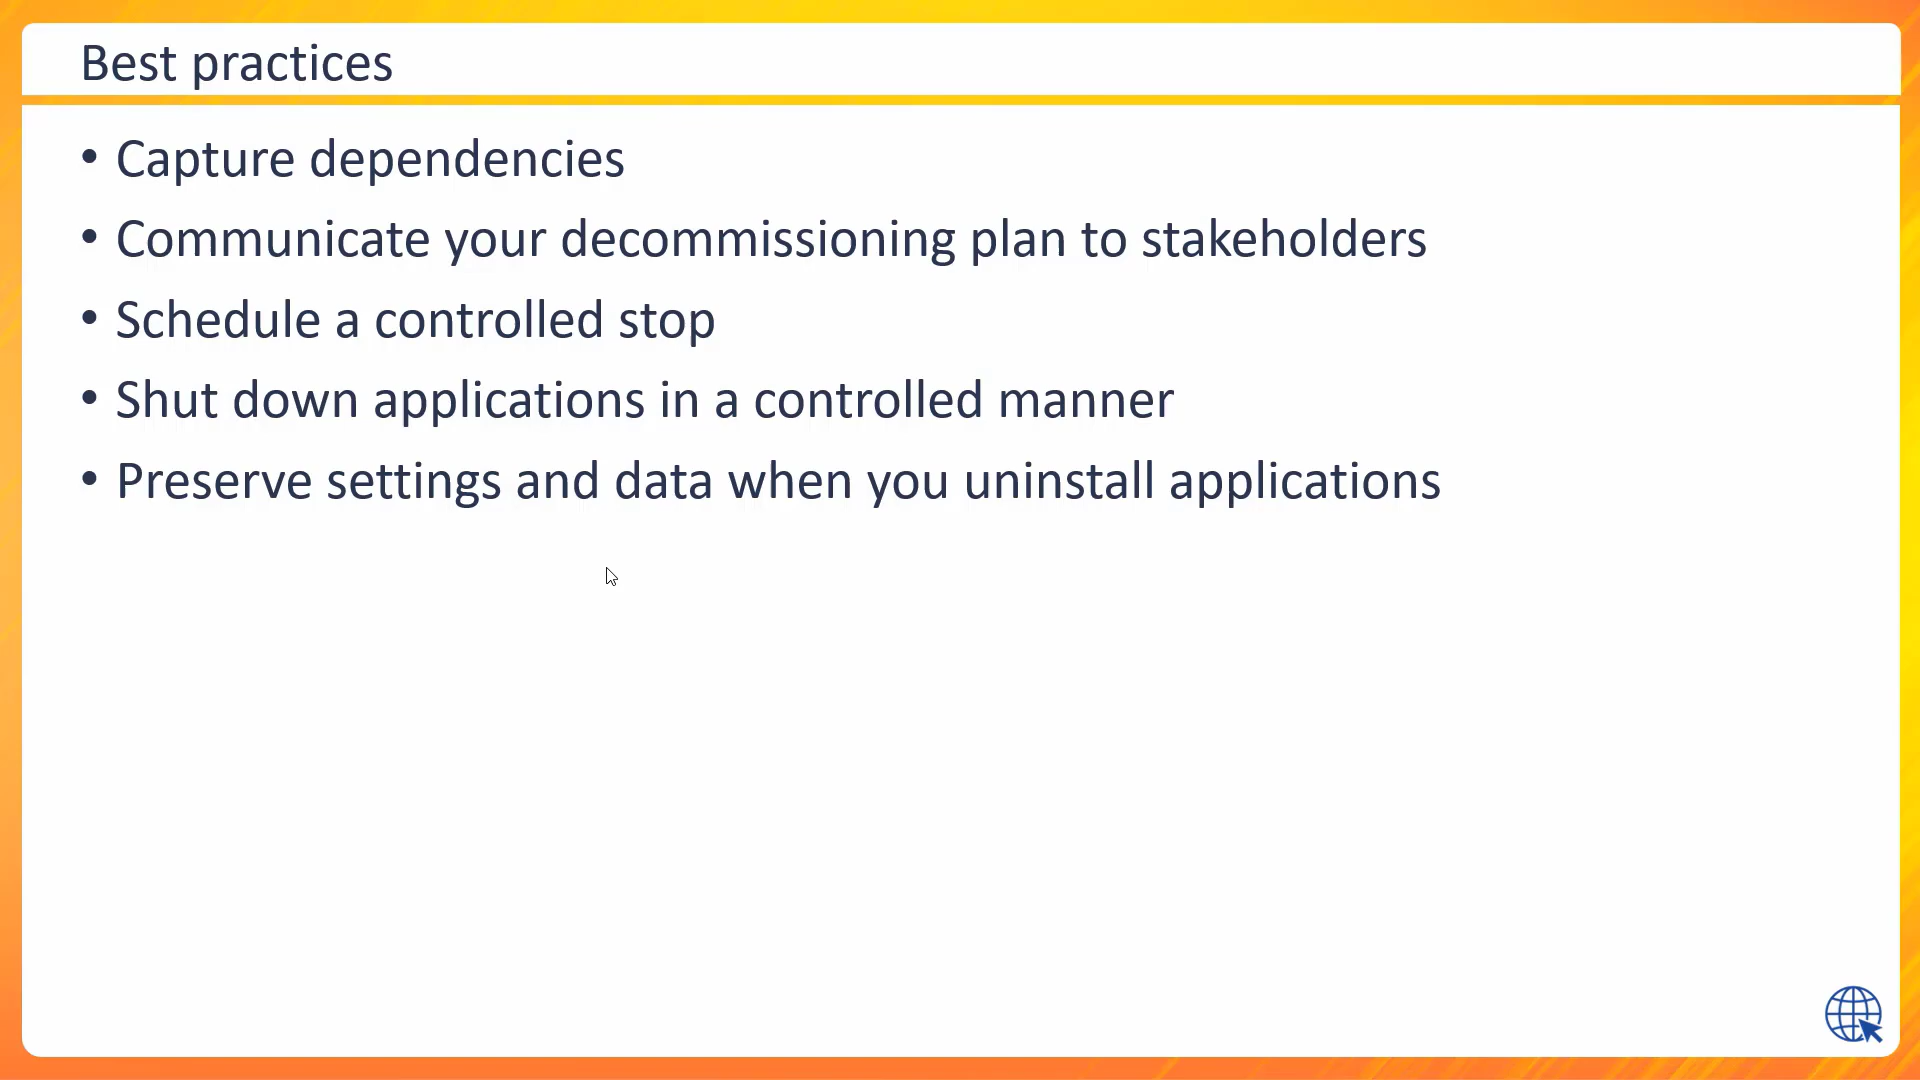 Best practices
• Capture dependencies
• Communicate your decommissioning plan to stakeholders
• Schedule a controlled stop
• Shut down applications in a controlled manner
• Preserve settings and data when you uninstall applications